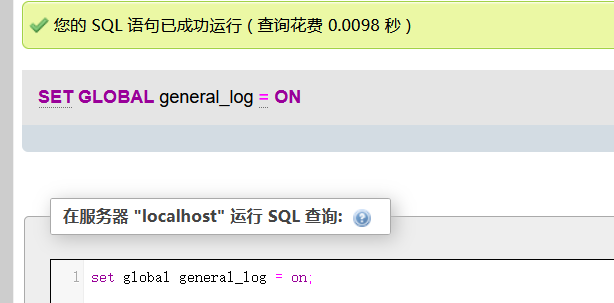 您的 SQL 语句已成功运行 ( 查询花费 0.0098 秒 )
SET GLOBAL general_log = ON
在服务器 "localhost" 运行 SQL 查询:
1 set global general_log = on;